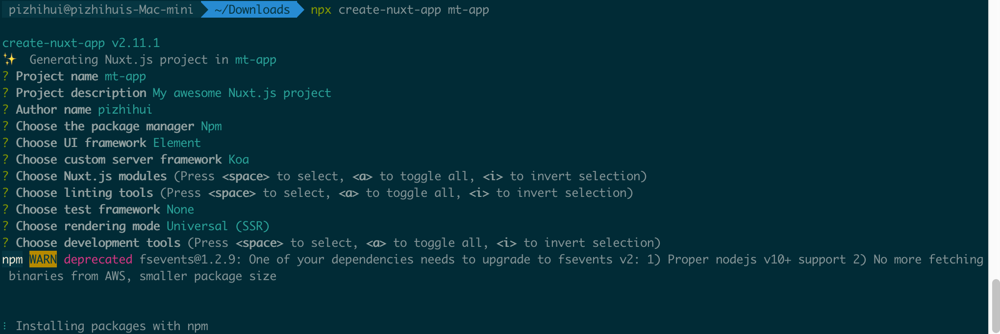 pizhihui@pizhihuis-Mac-mini ~/Downloads npx create-nuxt-app mt-app
create-nuxt-app v2.11.1
✨ Generating Nuxt.js project in mt-app
? Project name mt-app
? Project description My awesome Nuxt.js project
? Author name pizhihui
? Choose the package manager Npm
? Choose UI framework Element
? Choose custom server framework Koa
? Choose Nuxt.js modules (Press <space> to select, <a> to toggle all, <i> to invert selection)
? Choose linting tools (Press <space> to select, <a> to toggle all, <i> to invert selection)
? Choose test framework None
? Choose rendering mode Universal (SSR)
? Choose development tools (Press <space> to select, <a> to toggle all, <i> to invert selection)
npm WARN deprecated fsevents@1.2.9: One of your dependencies needs to upgrade to fsevents v2: 1) Proper nodejs v10+ support 2) No more fetching
binaries from AWS, smaller package size
⁝ Installing packages with npm